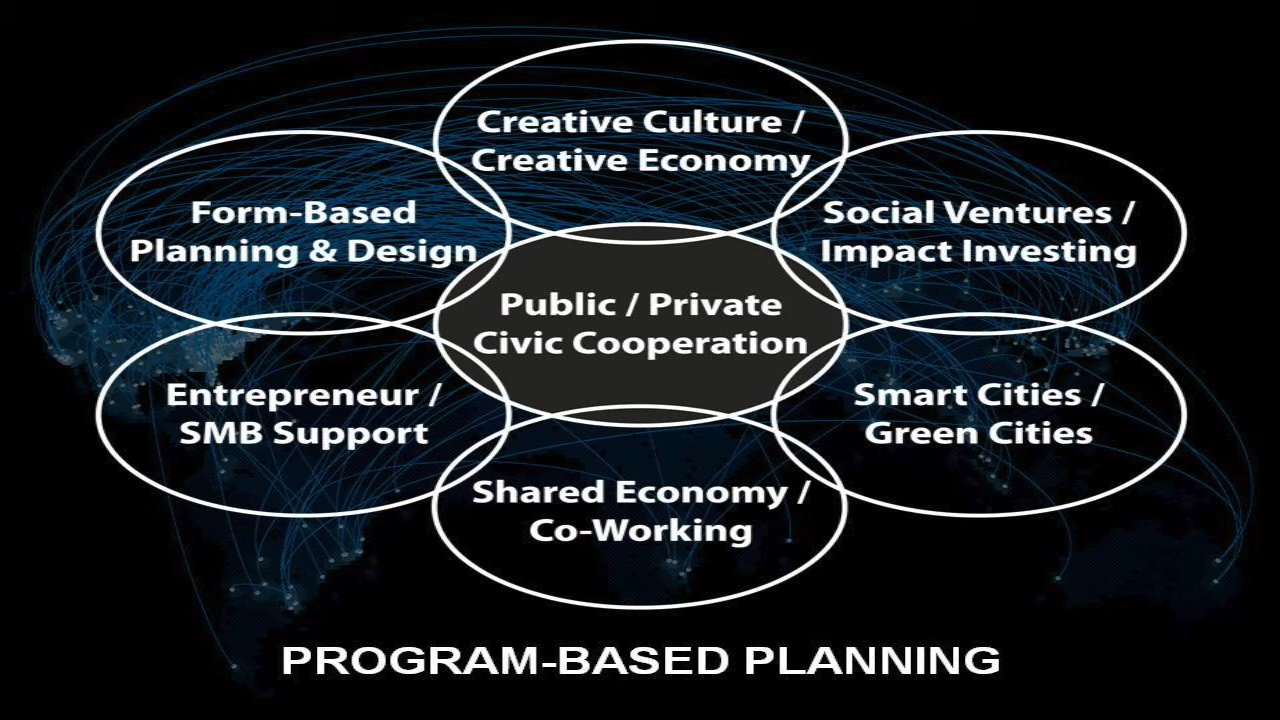 Creative Culture /
Creative Economy
Form-Based
Planning & Design
Social Ventures /
Impact Investing
Public / Private
Civic Cooperation
Entrepreneur /
SMB Support
Smart Cities /
Green Cities
Shared Economy /
Co-Working
PROGRAM-BASED PLANNING